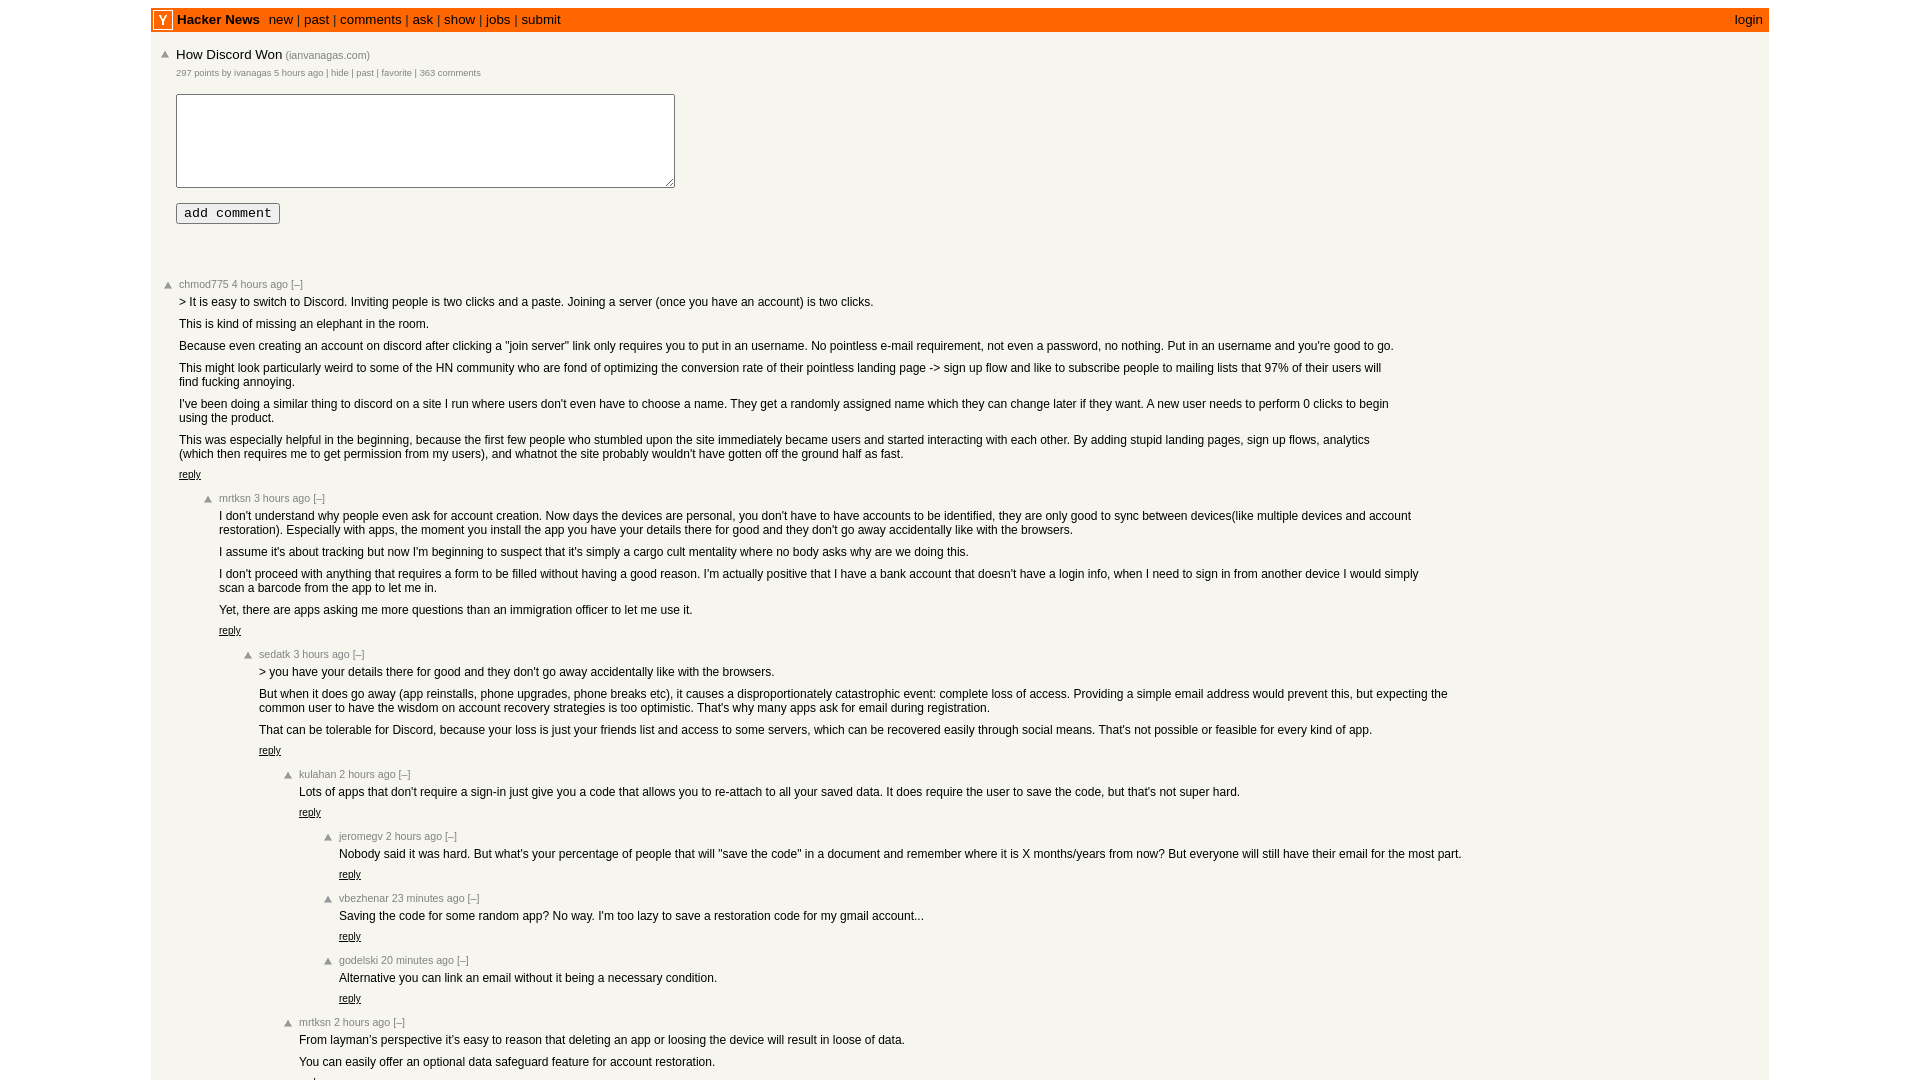 Y Hacker News new | past | comments | ask | show | jobs | submit login
How Discord Won (ianvanagas.com)
297 points by ivanagas 5 hours ago | hide | past | favorite | 363 comments
add comment
chmod775 4 hours ago [–]
> It is easy to switch to Discord. Inviting people is two clicks and a paste. Joining a server (once you have an account) is two clicks.
This is kind of missing an elephant in the room.
Because even creating an account on discord after clicking a "join server" link only requires you to put in an username. No pointless e-mail requirement, not even a password, no nothing. Put in an username and you're good to go.
This might look particularly weird to some of the HN community who are fond of optimizing the conversion rate of their pointless landing page -> sign up flow and like to subscribe people to mailing lists that 97% of their users will
find fucking annoying.
I've been doing a similar thing to discord on a site I run where users don't even have to choose a name. They get a randomly assigned name which they can change later if they want. A new user needs to perform 0 clicks to begin
using the product.
This was especially helpful in the beginning, because the first few people who stumbled upon the site immediately became users and started interacting with each other. By adding stupid landing pages, sign up flows, analytics
(which then requires me to get permission from my users), and whatnot the site probably wouldn't have gotten off the ground half as fast.
reply
mrtksn 3 hours ago [–]
I don't understand why people even ask for account creation. Now days the devices are personal, you don't have to have accounts to be identified, they are only good to sync between devices(like multiple devices and account
restoration). Especially with apps, the moment you install the app you have your details there for good and they don't go away accidentally like with the browsers.
I assume it's about tracking but now I'm beginning to suspect that it's simply a cargo cult mentality where no body asks why are we doing this.
I don't proceed with anything that requires a form to be filled without having a good reason. I'm actually positive that I have a bank account that doesn't have a login info, when I need to sign in from another device I would simply
scan a barcode from the app to let me in.
Yet, there are apps asking me more questions than an immigration officer to let me use it.
reply
sedatk 3 hours ago [–]
> you have your details there for good and they don't go away accidentally like with the browsers.
But when it does go away (app reinstalls, phone upgrades, phone breaks etc), it causes a disproportionately catastrophic event: complete loss of access. Providing a simple email address would prevent this, but expecting the
common user to have the wisdom on account recovery strategies is too optimistic. That's why many apps ask for email during registration.
That can be tolerable for Discord, because your loss is just your friends list and access to some servers, which can be recovered easily through social means. That's not possible or feasible for every kind of app.
reply
kulahan 2 hours ago [–]
Lots of apps that don't require a sign-in just give you a code that allows you to re-attach to all your saved data. It does require the user to save the code, but that's not super hard.
reply
jeromegv 2 hours ago [–]
Nobody said it was hard. But what's your percentage of people that will "save the code" in a document and remember where it is X months/years from now? But everyone will still have their email for the most part.
reply
vbezhenar 23 minutes ago [–]
Saving the code for some random app? No way. I'm too lazy to save a restoration code for my gmail account...
reply
godelski 20 minutes ago [–]
Alternative you can link an email without it being a necessary condition.
reply
mrtksn 2 hours ago [–]
From layman's perspective it's easy to reason that deleting an app or loosing the device will result in loose of data.
You can easily offer an optional data safeguard feature for account restoration.